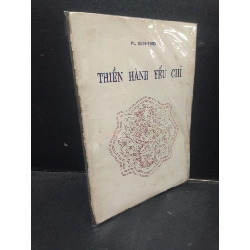 THIỀN HÀNH YẾU CHỈ